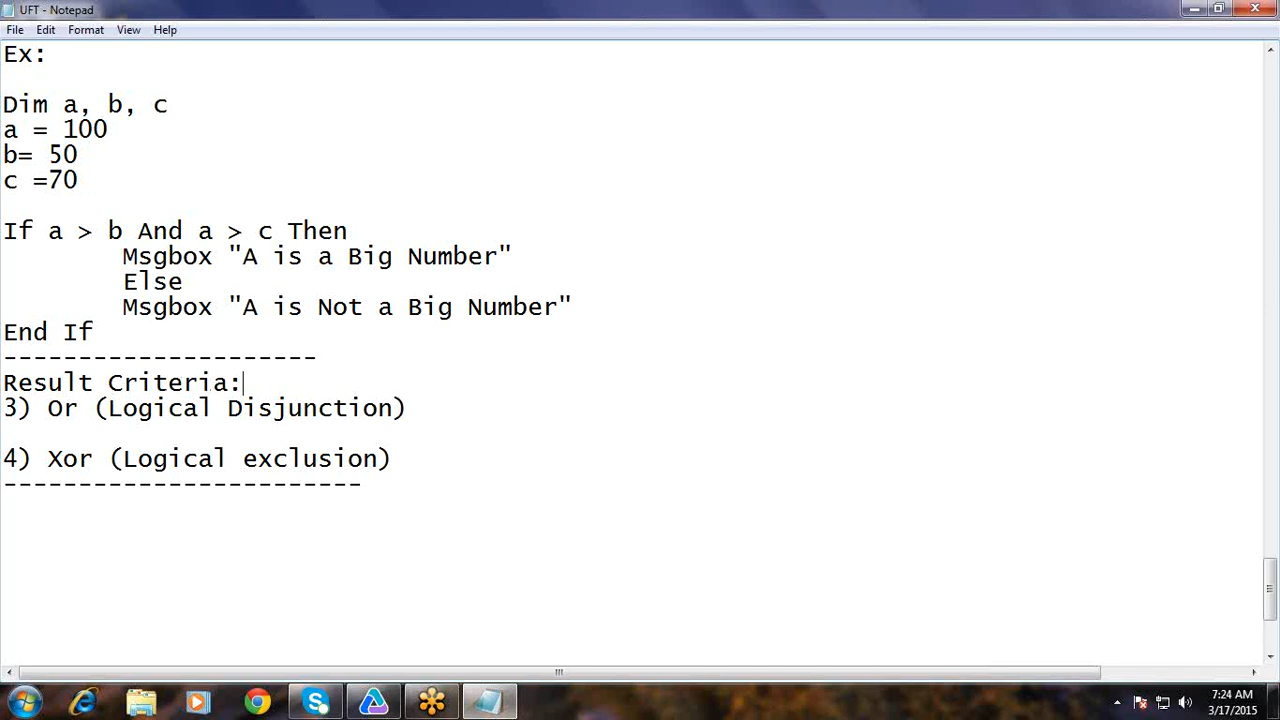 UFT - Notepad
File Edit Format View Help
Ex:
Dim a, b, c
a = 100
b= 50
c =70
If a > b And a > c Then
Msgbox "A is a Big Number"
Else
Msgbox "A is Not a Big Number"
End If
---------------------
Result Criteria:
3) Or (Logical Disjunction)
4) Xor (Logical exclusion)
------------------------
7:24 AM
3/17/2015